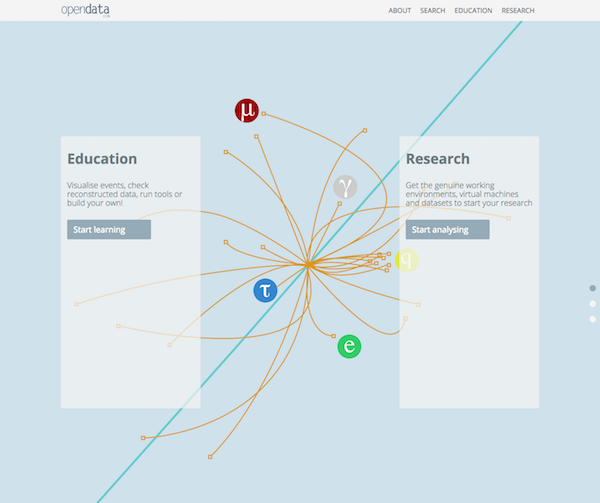 opendata
ABOUT SEARCH EDUCATION RESEARCH
μ
γ
q
τ
e
Education
Visualise events, check
reconstructed data, run tools or
build your own!
Start learning
Research
Get the genuine working
environments, virtual machines
and datasets to start your research
Start analysing